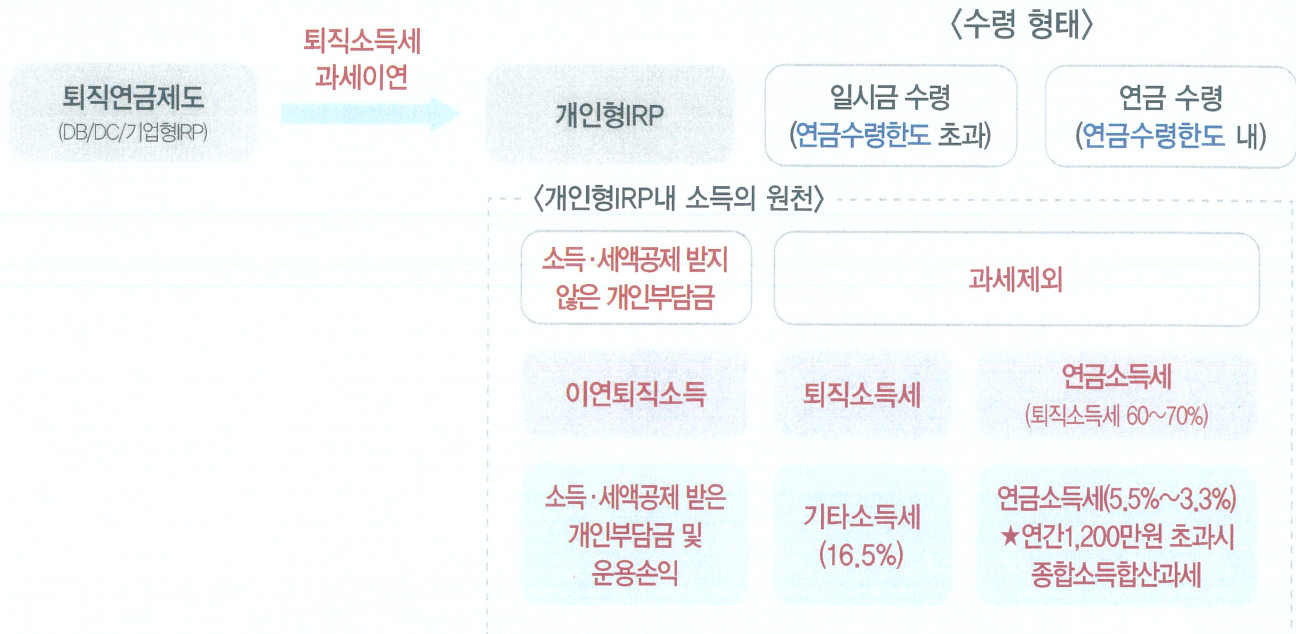 〈수령 형태〉
퇴직소득세
과세이연
퇴직연금제도
(DB/DC/기업형IRP)
개인형IRP
일시금 수령
(연금수령한도 초과)
연금 수령
(연금수령한도 내)
〈개인형IRP내 소득의 원천〉
소득·세액공제 받지
않은 개인부담금
과세제외
이연퇴직소득
퇴직소득세
연금소득세
(퇴직소득세 60~70%)
소득·세액공제 받은
개인부담금 및
운용손익
기타소득세
(16.5%)
연금소득세(5.5%~3.3%)
★연간1,200만원 초과시
종합소득합산과세